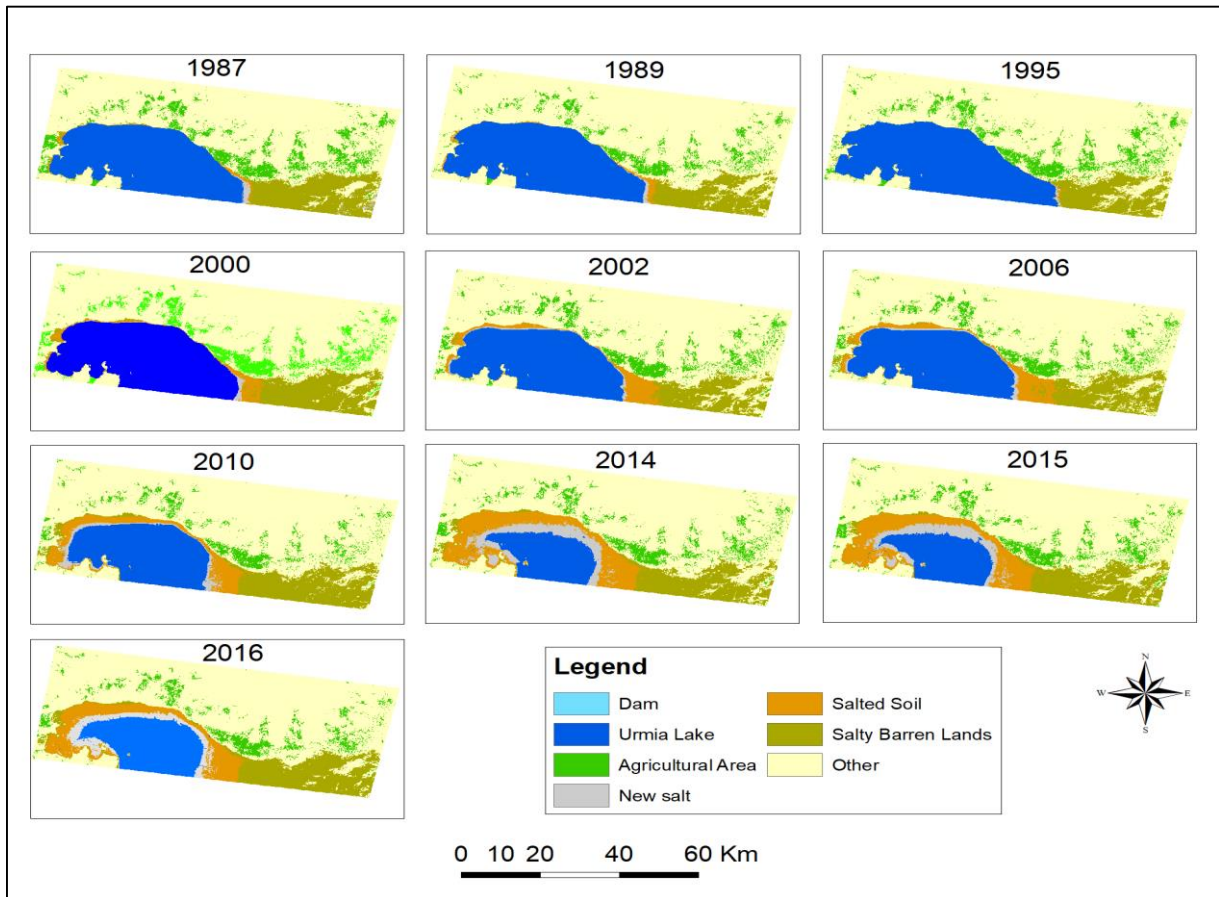 1987
1989
1995
2000
2002
2006
2010
2014
2015
2016
Legend
Dam
Urmia Lake
Agricultural Area
New salt
Salted Soil
Salty Barren Lands
Other
N
W E
S
0 10 20 40 60 Km